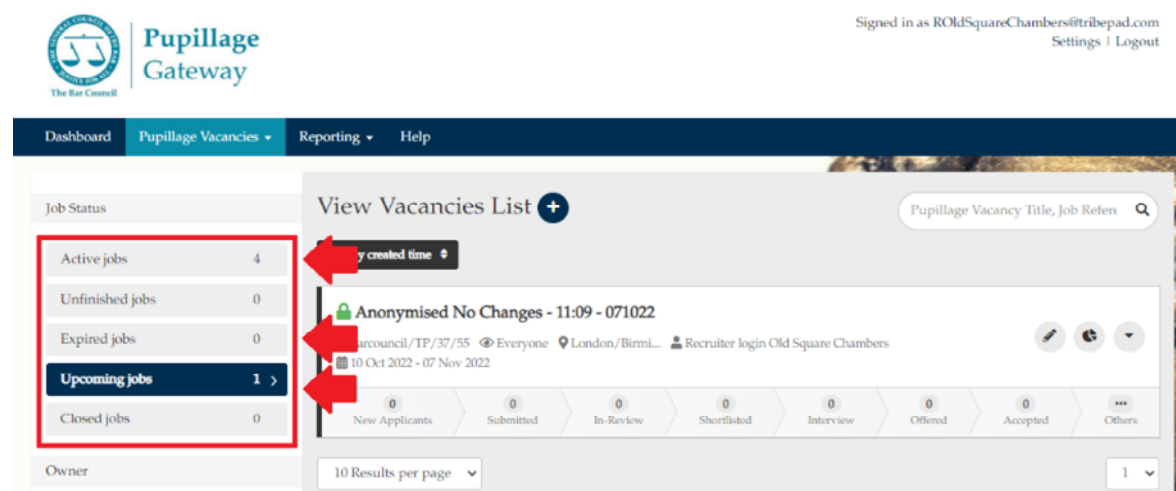 Pupillage
Gateway
The Bar Council
Signed in as ROldSquareChambers@tribepad.com
Settings | Logout
Dashboard Pupillage Vacancies Reporting Help
Job Status
Active jobs 4
Unfinished jobs 0
Expired jobs 0
Upcoming jobs 1
Closed jobs 0
Owner
View Vacancies List
Pupillage Vacancy Title, Job Refere
y created time
Anonymised No Changes - 11:09 - 071022
arcouncil/TP/37/55 Everyone London/Birmi... Recruiter login Old Square Chambers
10 Oct 2022 - 07 Nov 2022
0 0 0 0 0 0 0 ...
New Applicants Submitted In-Review Shortlisted Interview Offered Accepted Others
10 Results per page 1